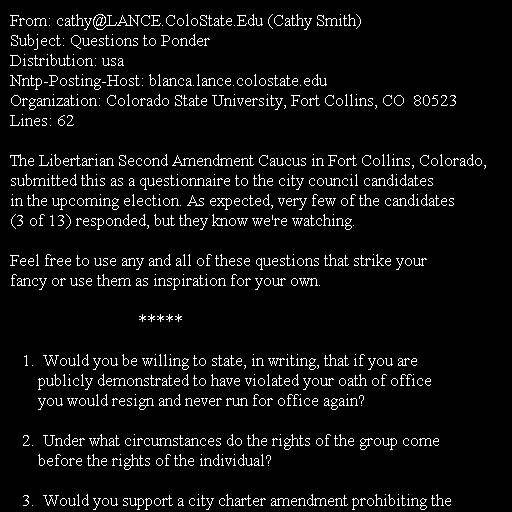 From: cathy@LANCE.ColoState.Edu (Cathy Smith)
Subject: Questions to Ponder
Distribution: usa
Nntp-Posting-Host: blanca.lance.colostate.edu
Organization: Colorado State University, Fort Collins, CO  80523
Lines: 62

The Libertarian Second Amendment Caucus in Fort Collins, Colorado,
submitted this as a questionnaire to the city council candidates
in the upcoming election. As expected, very few of the candidates
(3 of 13) responded, but they know we're watching.

Feel free to use any and all of these questions that strike your
fancy or use them as inspiration for your own.

*****

1.  Would you be willing to state, in writing, that if you are
publicly demonstrated to have violated your oath of office
you would resign and never run for office again?

2.  Under what circumstances do the rights of the group come
before the rights of the individual?

3.  Would you support a city charter amendment prohibiting the